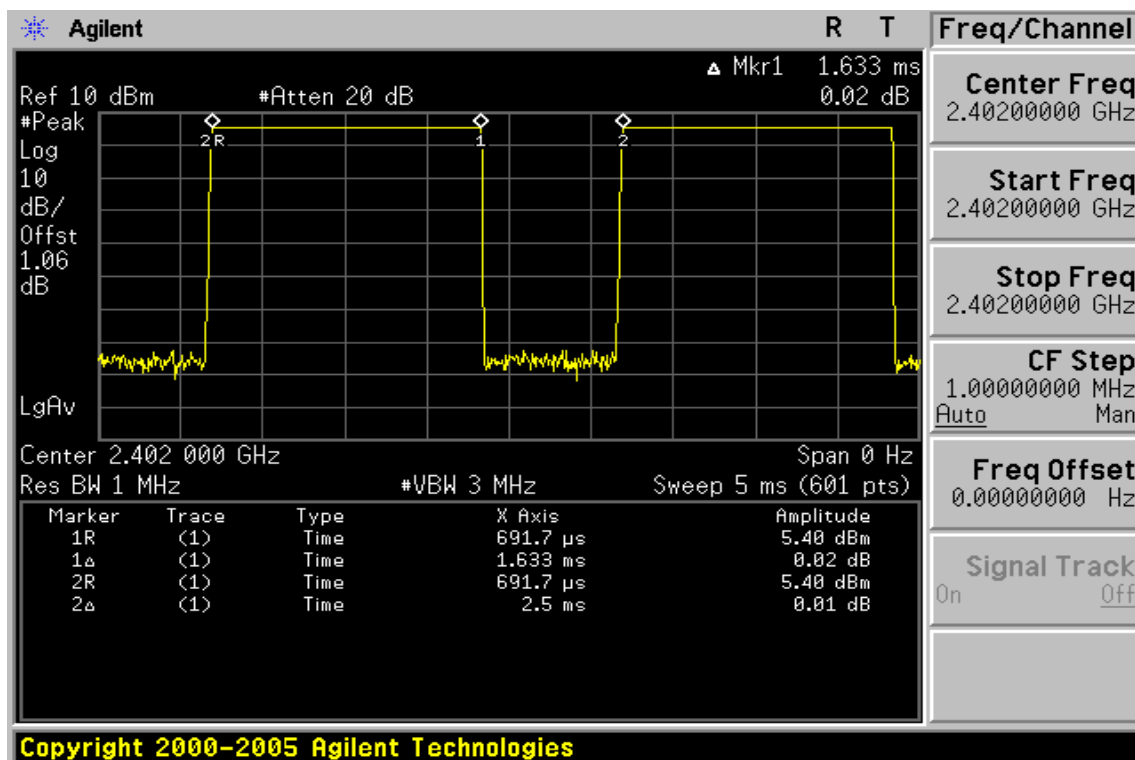 Agilent R T
Δ Mkr1 1.633 ms
Ref 10 dBm #Atten 20 dB 0.02 dB
#Peak
Log
10
dB/
Offst
1.06
dB
LgAv
2R 1 2
Center 2.402 000 GHz Span 0 Hz
Res BW 1 MHz #VBW 3 MHz Sweep 5 ms (601 pts)
Marker Trace Type X Axis Amplitude
1R (1) Time 691.7 µs 5.40 dBm
1Δ (1) Time 1.633 ms 0.02 dB
2R (1) Time 691.7 µs 5.40 dBm
2Δ (1) Time 2.5 ms 0.01 dB
Freq/Channel
Center Freq
2.40200000 GHz
Start Freq
2.40200000 GHz
Stop Freq
2.40200000 GHz
CF Step
1.00000000 MHz
Auto Man
Freq Offset
0.00000000 Hz
Signal Track
On Off
Copyright 2000-2005 Agilent Technologies